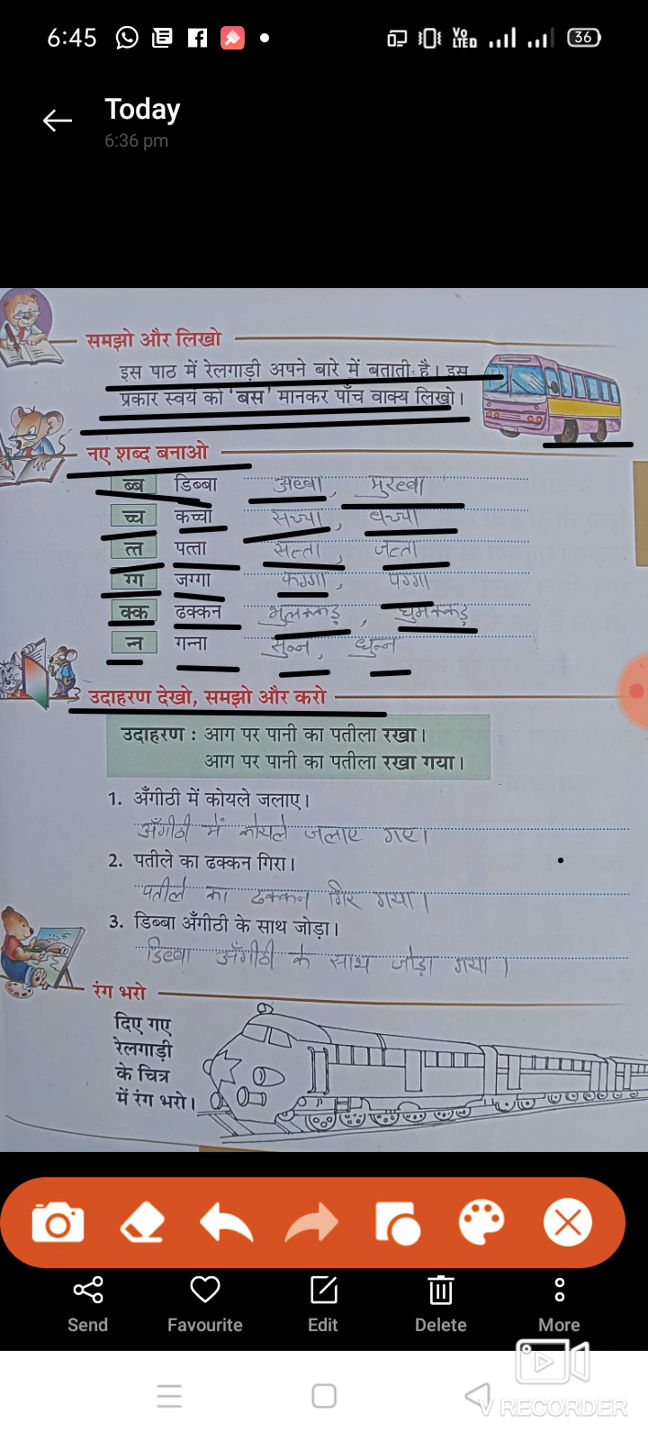 6:45 Vo LTED 36
Today
6:36 pm
समझो और लिखो
इस पाठ में रेलगाड़ी अपने बारे में बताती है। इस
प्रकार स्वयं को 'बस' मानकर पाँच वाक्य लिखो।
नए शब्द बनाओ
ब्ब डिब्बा अब्बा, मुरब्बा
च्च कच्चा सच्चा, बच्चा
त्त पत्ता सत्ता, जत्ता
ग्ग जग्गा कग्गा, पग्गा
क्क ढक्कन भुलक्कड़, घुमक्कड़
न्न गन्ना मुन्न, धुन्न
उदाहरण देखो, समझो और करो
उदाहरण : आग पर पानी का पतीला रखा।
आग पर पानी का पतीला रखा गया।
1. अँगीठी में कोयले जलाए।
अँगीठी में कोयले जलाए गए।
2. पतीले का ढक्कन गिरा।
पतीले का ढक्कन गिर गया।
3. डिब्बा अँगीठी के साथ जोड़ा।
डिब्बा अँगीठी के साथ जोड़ा गया।
रंग भरो
दिए गए
रेलगाड़ी
के चित्र
में रंग भरो।
Send Favourite Edit Delete More
V RECORDER